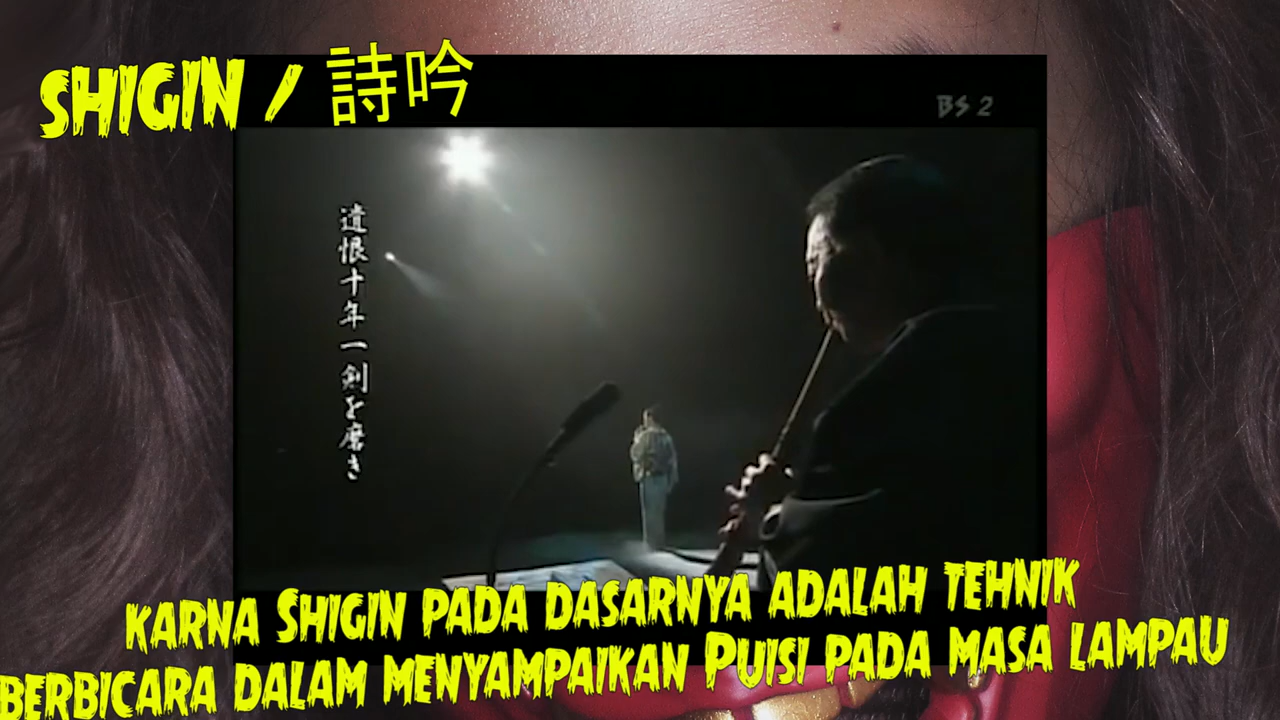 SHIGIN / 詩吟
BS 2
遺恨十年一剣を磨き
KARNA SHIGIN PADA DASARNYA ADALAH TEHNIK
BERBICARA DALAM MENYAMPAIKAN PUISI PADA MASA LAMPAU